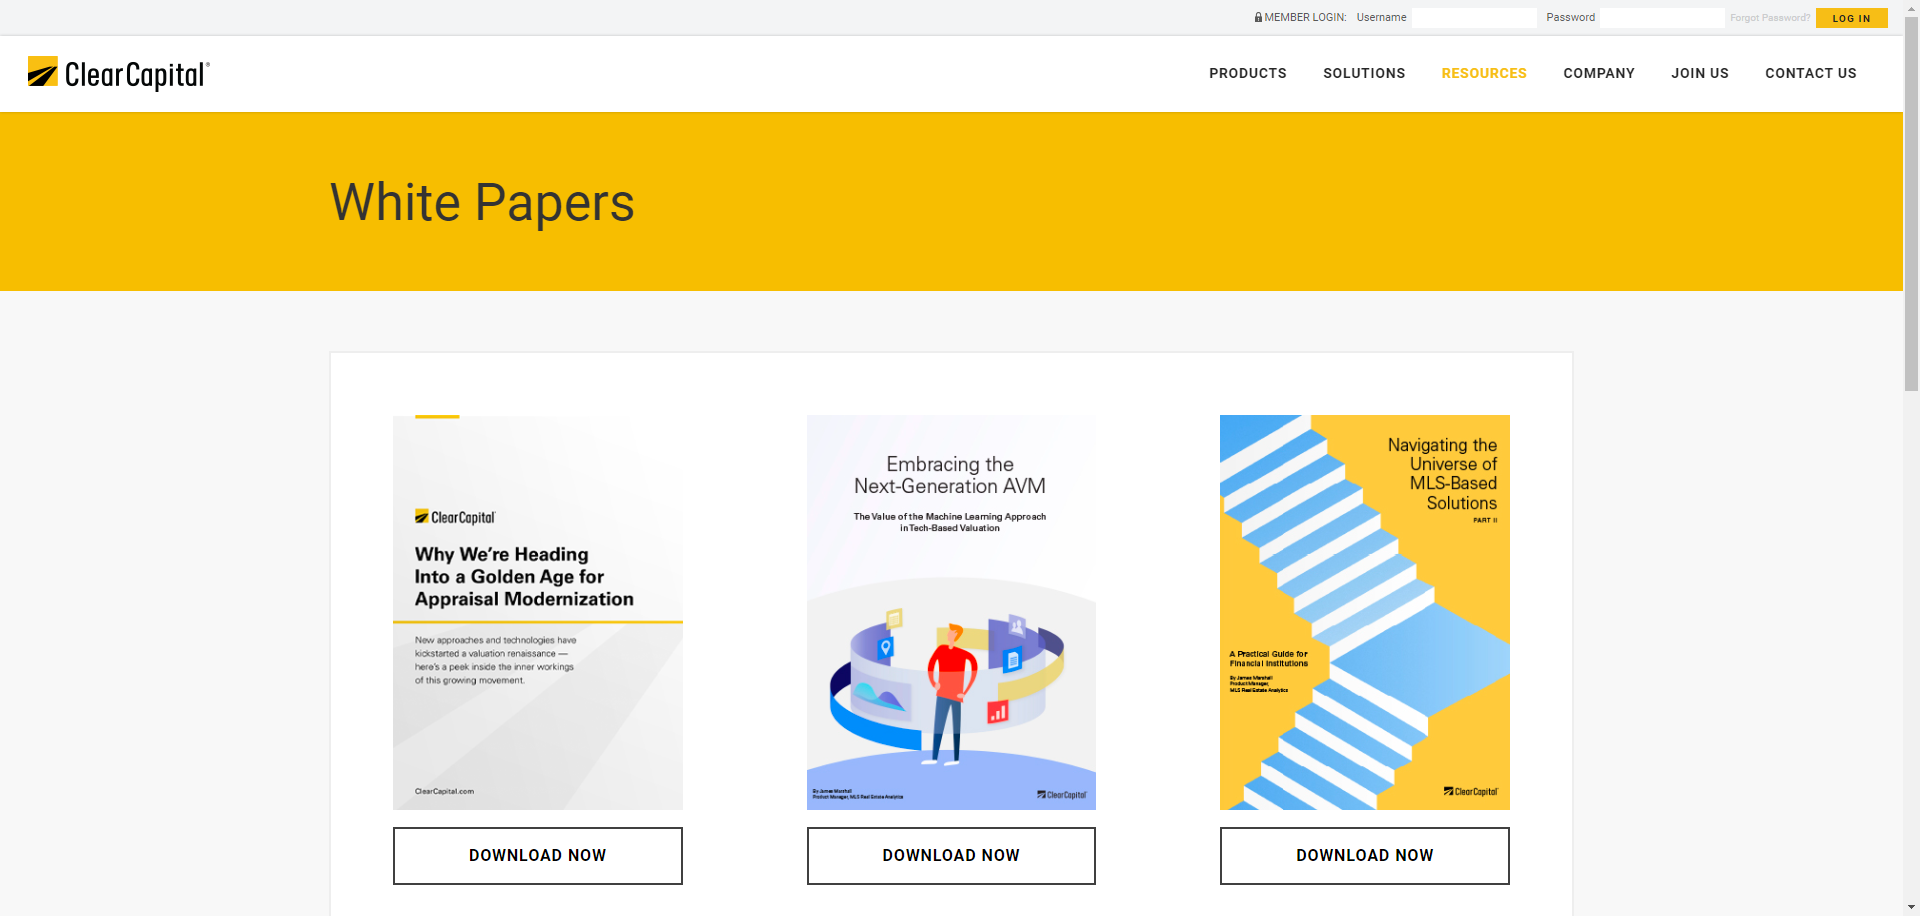 MEMBER LOGIN: Username Password Forgot Password? LOG IN
ClearCapital®
PRODUCTS SOLUTIONS RESOURCES COMPANY JOIN US CONTACT US
White Papers
ClearCapital
Why We're Heading
Into a Golden Age for
Appraisal Modernization
New approaches and technologies have
kickstarted a valuation renaissance —
here's a peek inside the inner workings
of this growing movement.
ClearCapital.com
DOWNLOAD NOW
Embracing the
Next-Generation AVM
The Value of the Machine Learning Approach
in Tech-Based Valuation
By James Marshall
Product Manager, MLS Real Estate Analytics
ClearCapital
DOWNLOAD NOW
Navigating the
Universe of
MLS-Based
Solutions
PART II
A Practical Guide for
Financial Institutions
By James Marshall
Product Manager,
MLS Real Estate Analytics
ClearCapital
DOWNLOAD NOW